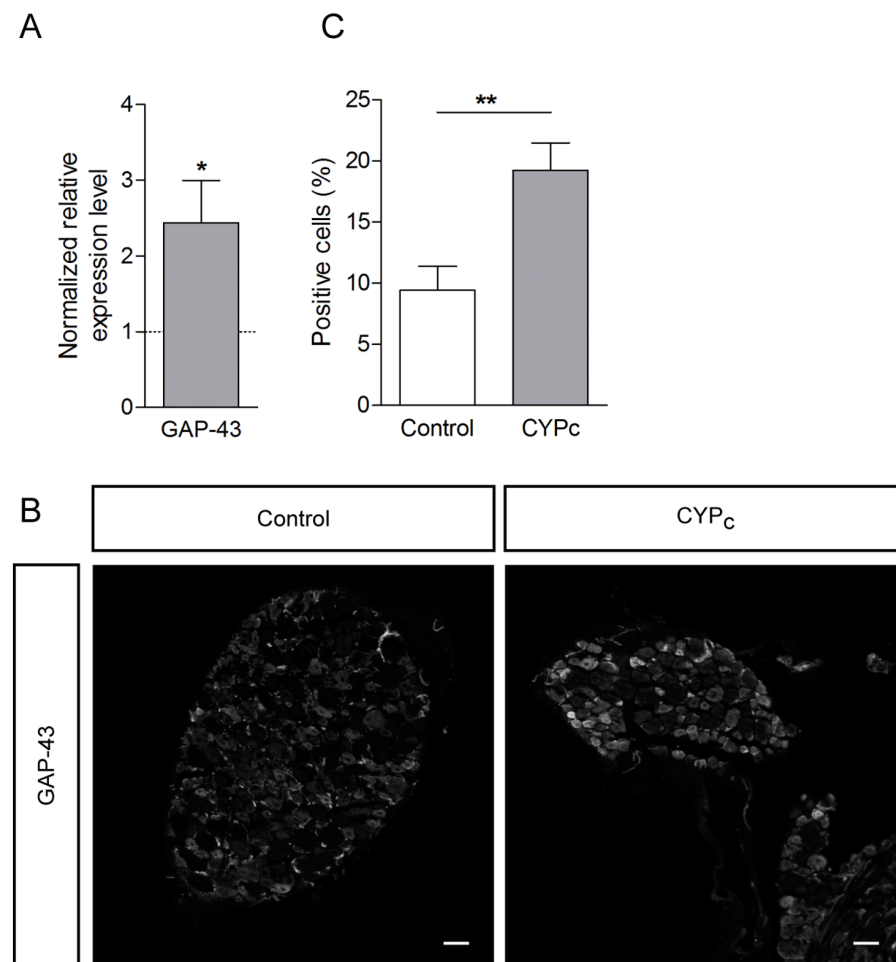 A
C
Normalized relative
expression level
4
3
2
1
0
*
GAP-43
Positive cells (%)
25
20
15
10
5
0
**
Control
CYPc
B
Control
CYPc
GAP-43